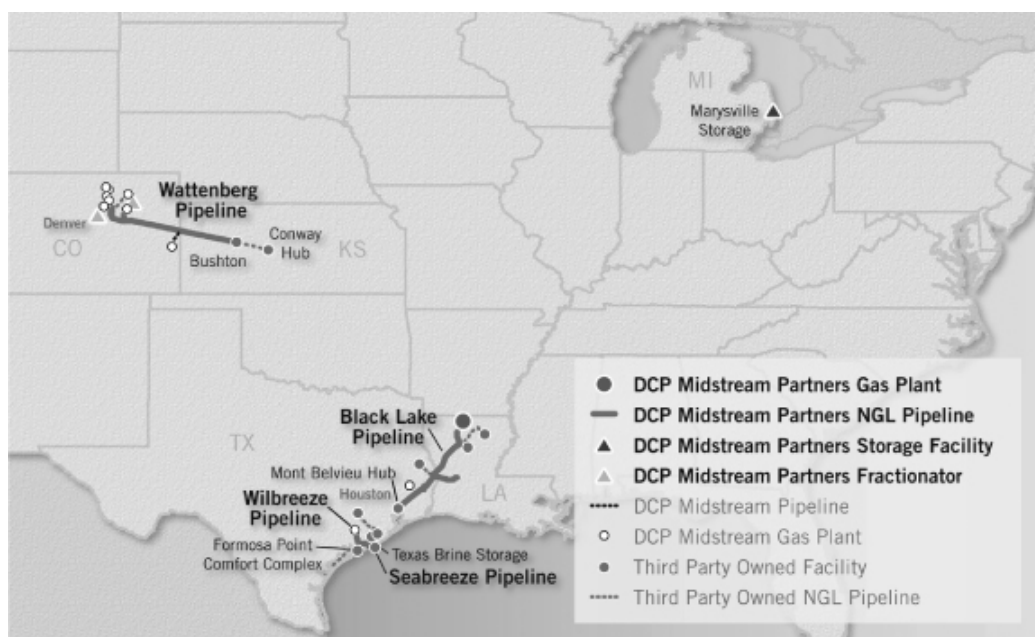 MI
Marysville
Storage
Wattenberg
Pipeline
Denver
CO
Bushton
Conway
Hub
KS
Black Lake
Pipeline
TX
Mont Belvieu Hub
Houston
LA
Wilbreeze
Pipeline
Formosa Point
Comfort Complex
Texas Brine Storage
Seabreeze Pipeline
DCP Midstream Partners Gas Plant
DCP Midstream Partners NGL Pipeline
DCP Midstream Partners Storage Facility
DCP Midstream Partners Fractionator
DCP Midstream Pipeline
DCP Midstream Gas Plant
Third Party Owned Facility
Third Party Owned NGL Pipeline